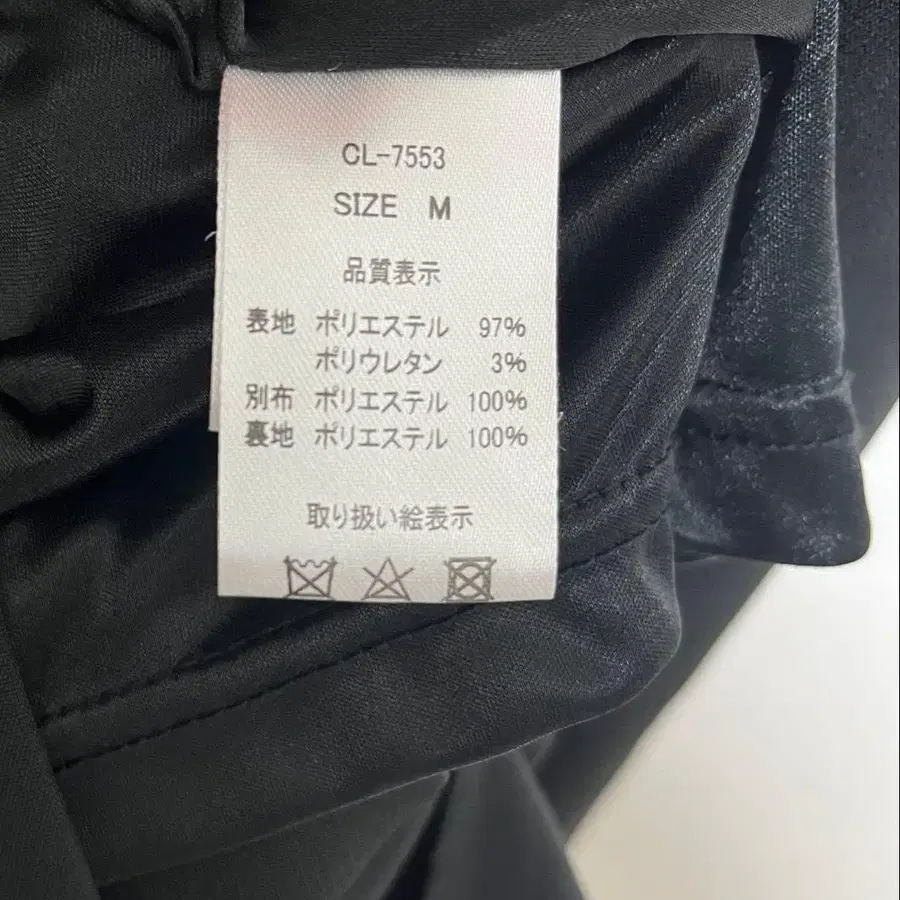 CL-7553
SIZE M
品質表示
表地 ポリエステル 97%
ポリウレタン 3%
別布 ポリエステル 100%
裏地 ポリエステル 100%
取り扱い絵表示